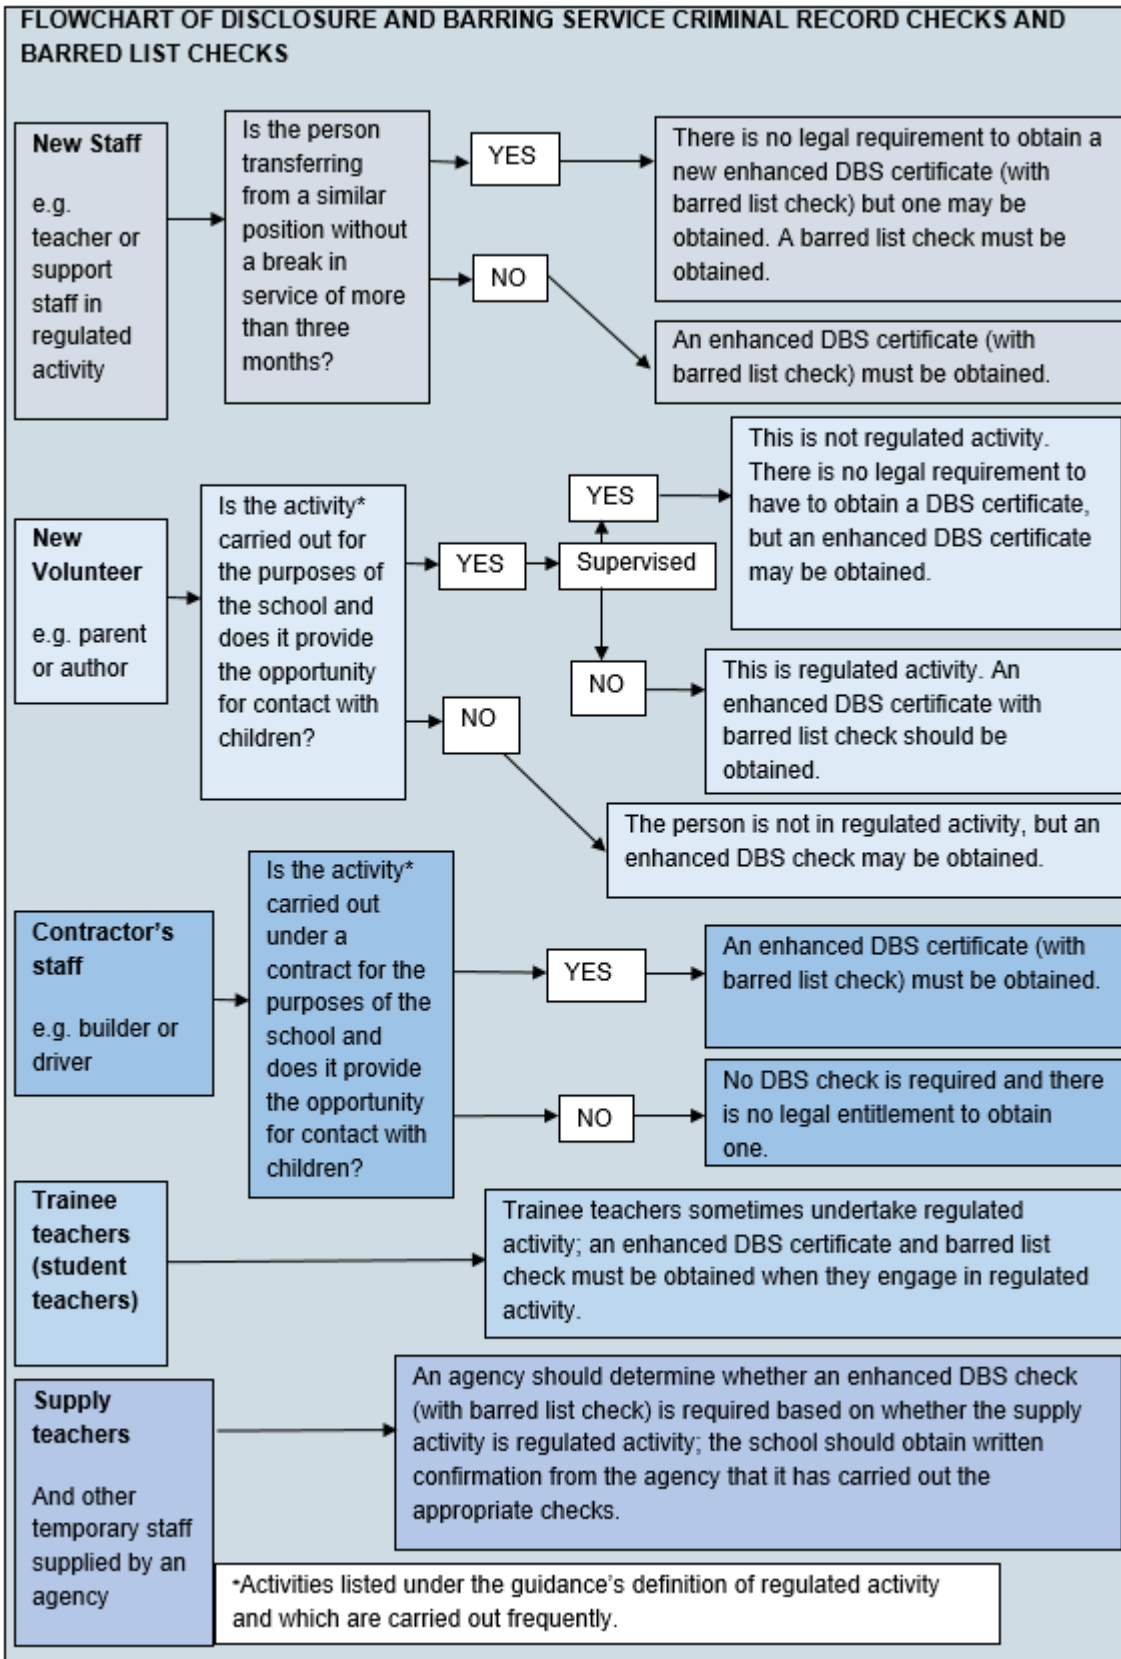 FLOWCHART OF DISCLOSURE AND BARRING SERVICE CRIMINAL RECORD CHECKS AND
BARRED LIST CHECKS
New Staff
e.g.
teacher or
support
staff in
regulated
activity
Is the person
transferring
from a similar
position without
a break in
service of more
than three
months?
YES
There is no legal requirement to obtain a
new enhanced DBS certificate (with
barred list check) but one may be
obtained. A barred list check must be
obtained.
NO
An enhanced DBS certificate (with
barred list check) must be obtained.
New
Volunteer
e.g. parent
or author
Is the activity*
carried out for
the purposes of
the school and
does it provide
the opportunity
for contact with
children?
YES
Supervised
YES
This is not regulated activity.
There is no legal requirement to
have to obtain a DBS certificate,
but an enhanced DBS certificate
may be obtained.
NO
This is regulated activity. An
enhanced DBS certificate with
barred list check should be
obtained.
NO
The person is not in regulated activity, but an
enhanced DBS check may be obtained.
Contractor's
staff
e.g. builder or
driver
Is the activity*
carried out
under a
contract for the
purposes of the
school and
does it provide
the opportunity
for contact with
children?
YES
An enhanced DBS certificate (with
barred list check) must be obtained.
NO
No DBS check is required and there
is no legal entitlement to obtain
one.
Trainee
teachers
(student
teachers)
Trainee teachers sometimes undertake regulated
activity; an enhanced DBS certificate and barred list
check must be obtained when they engage in regulated
activity.
Supply
teachers
And other
temporary staff
supplied by an
agency
An agency should determine whether an enhanced DBS check
(with barred list check) is required based on whether the supply
activity is regulated activity; the school should obtain written
confirmation from the agency that it has carried out the
appropriate checks.
*Activities listed under the guidance's definition of regulated activity
and which are carried out frequently.